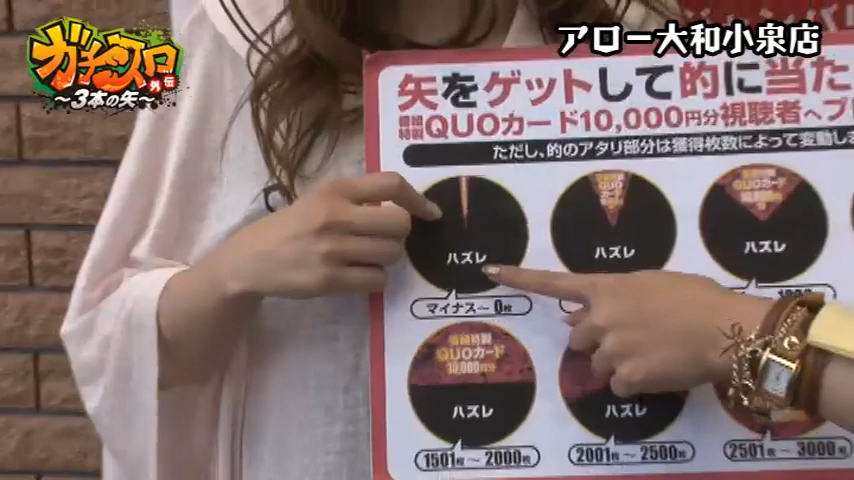 ガチスロ
外伝
～3本の矢～
アロー大和小泉店
矢をゲットして的に当た
番組特製QUOカード10,000円分視聴者へプ
ただし、的のアタリ部分は獲得枚数によって変動しま
ハズレ
ハズレ
ハズレ
マイナス～0枚
番組特製
QUOカード
10,000円分
ハズレ
ハズレ
ハズレ
1501枚～2000枚
2001枚～2500枚
2501枚～3000枚